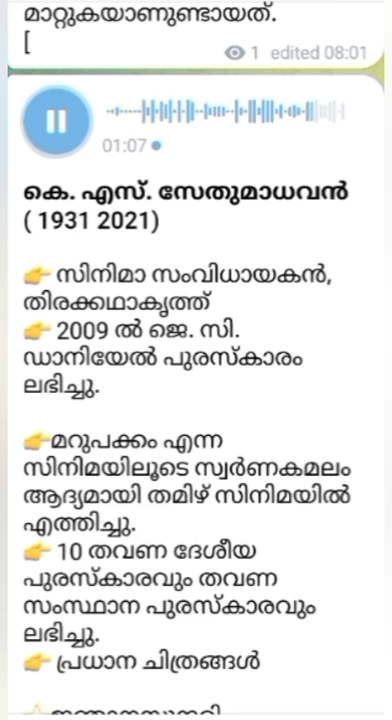 മാറ്റുകയാണുണ്ടായത്.
[
1 edited 08:01
01:07
കെ. എസ്. സേതുമാധവൻ
( 1931 2021)
👉 സിനിമാ സംവിധായകൻ,
തിരക്കഥാകൃത്ത്
👉 2009 ൽ ജെ. സി.
ഡാനിയേൽ പുരസ്കാരം
ലഭിച്ചു.
👉മറുപക്കം എന്ന
സിനിമയിലൂടെ സ്വർണകമലം
ആദ്യമായി തമിഴ് സിനിമയിൽ
എത്തിച്ചു.
👉 10 തവണ ദേശീയ
പുരസ്കാരവും തവണ
സംസ്ഥാന പുരസ്കാരവും
ലഭിച്ചു.
👉 പ്രധാന ചിത്രങ്ങൾ